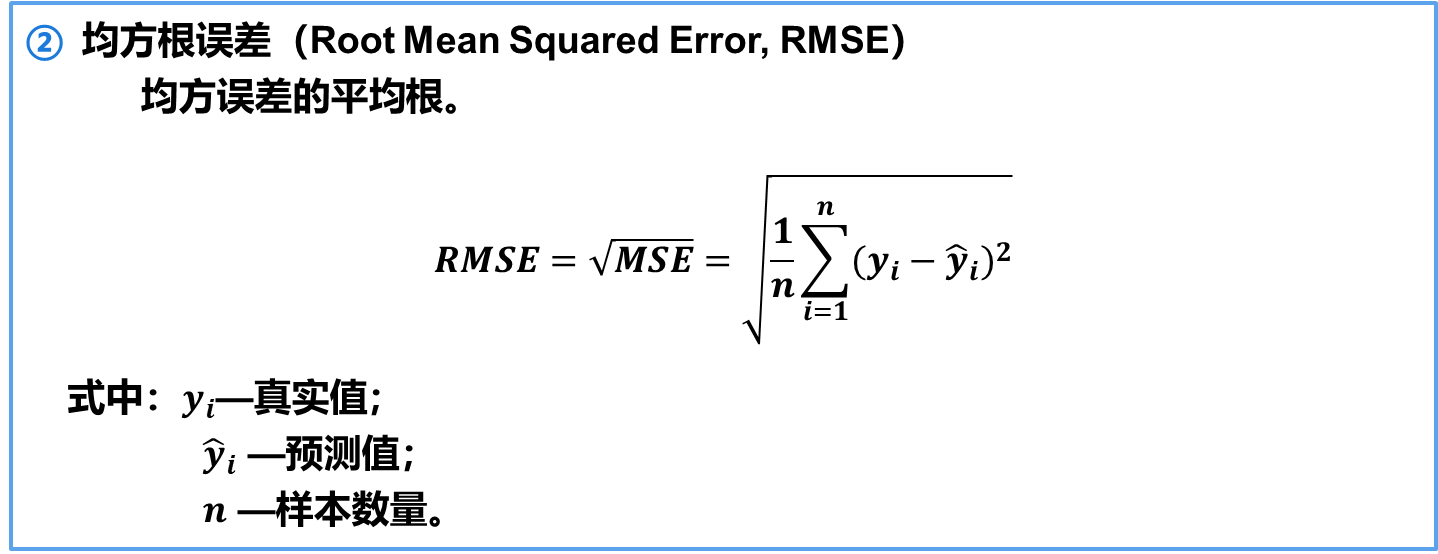 ② 均方根误差（Root Mean Squared Error, RMSE）
均方误差的平均根。
RMSE = √MSE = √(1/n ∑_{i=1}^{n} (y_i − ŷ_i)²)
式中：y_i—真实值；
ŷ_i —预测值；
n —样本数量。